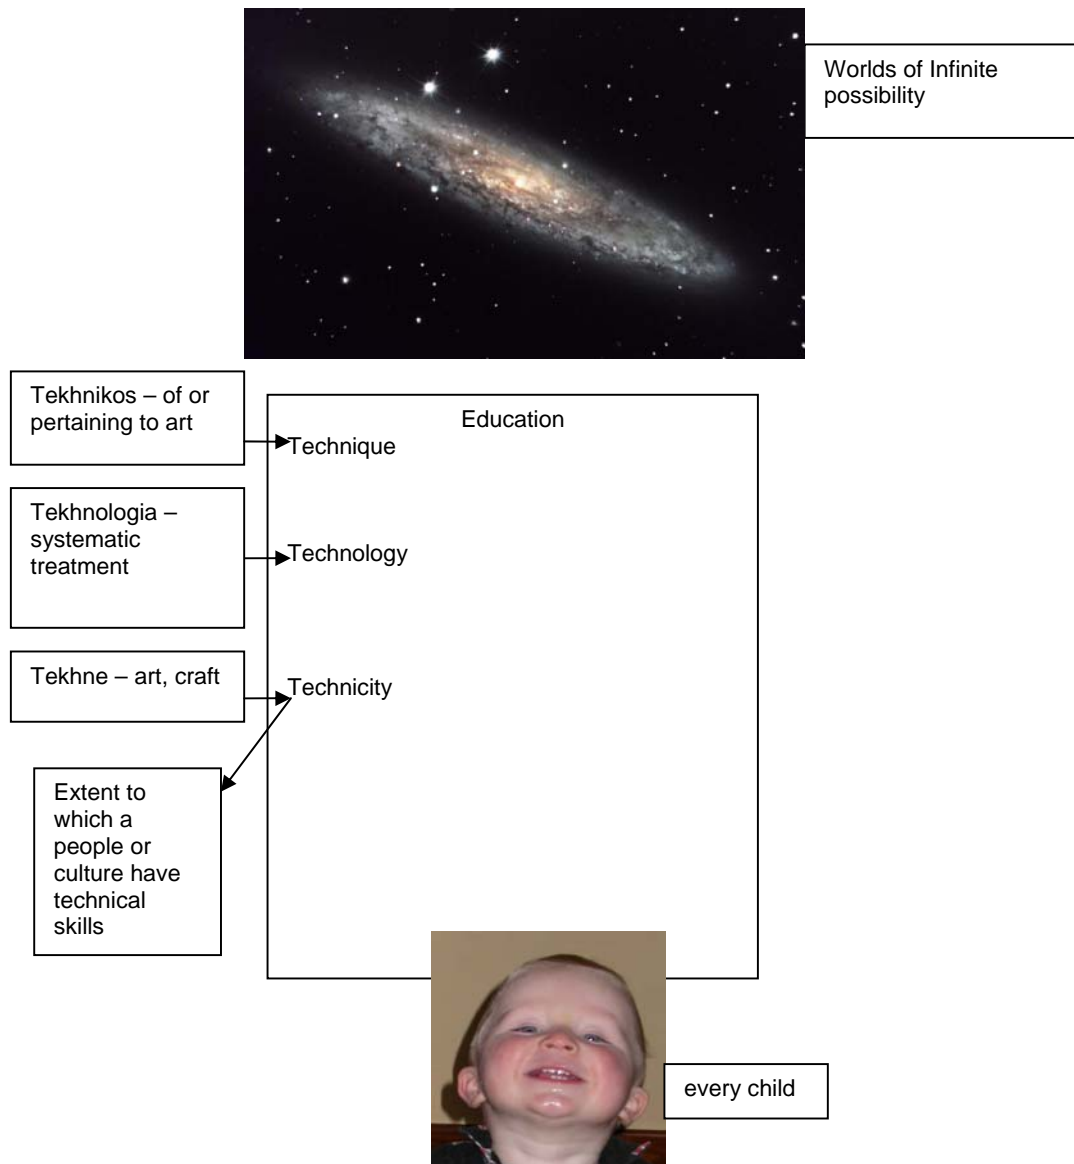 Worlds of Infinite
possibility
Tekhnikos – of or
pertaining to art
Education
Technique
Tekhnologia –
systematic
treatment
Technology
Tekhne – art, craft
Technicity
Extent to
which a
people or
culture have
technical
skills
every child